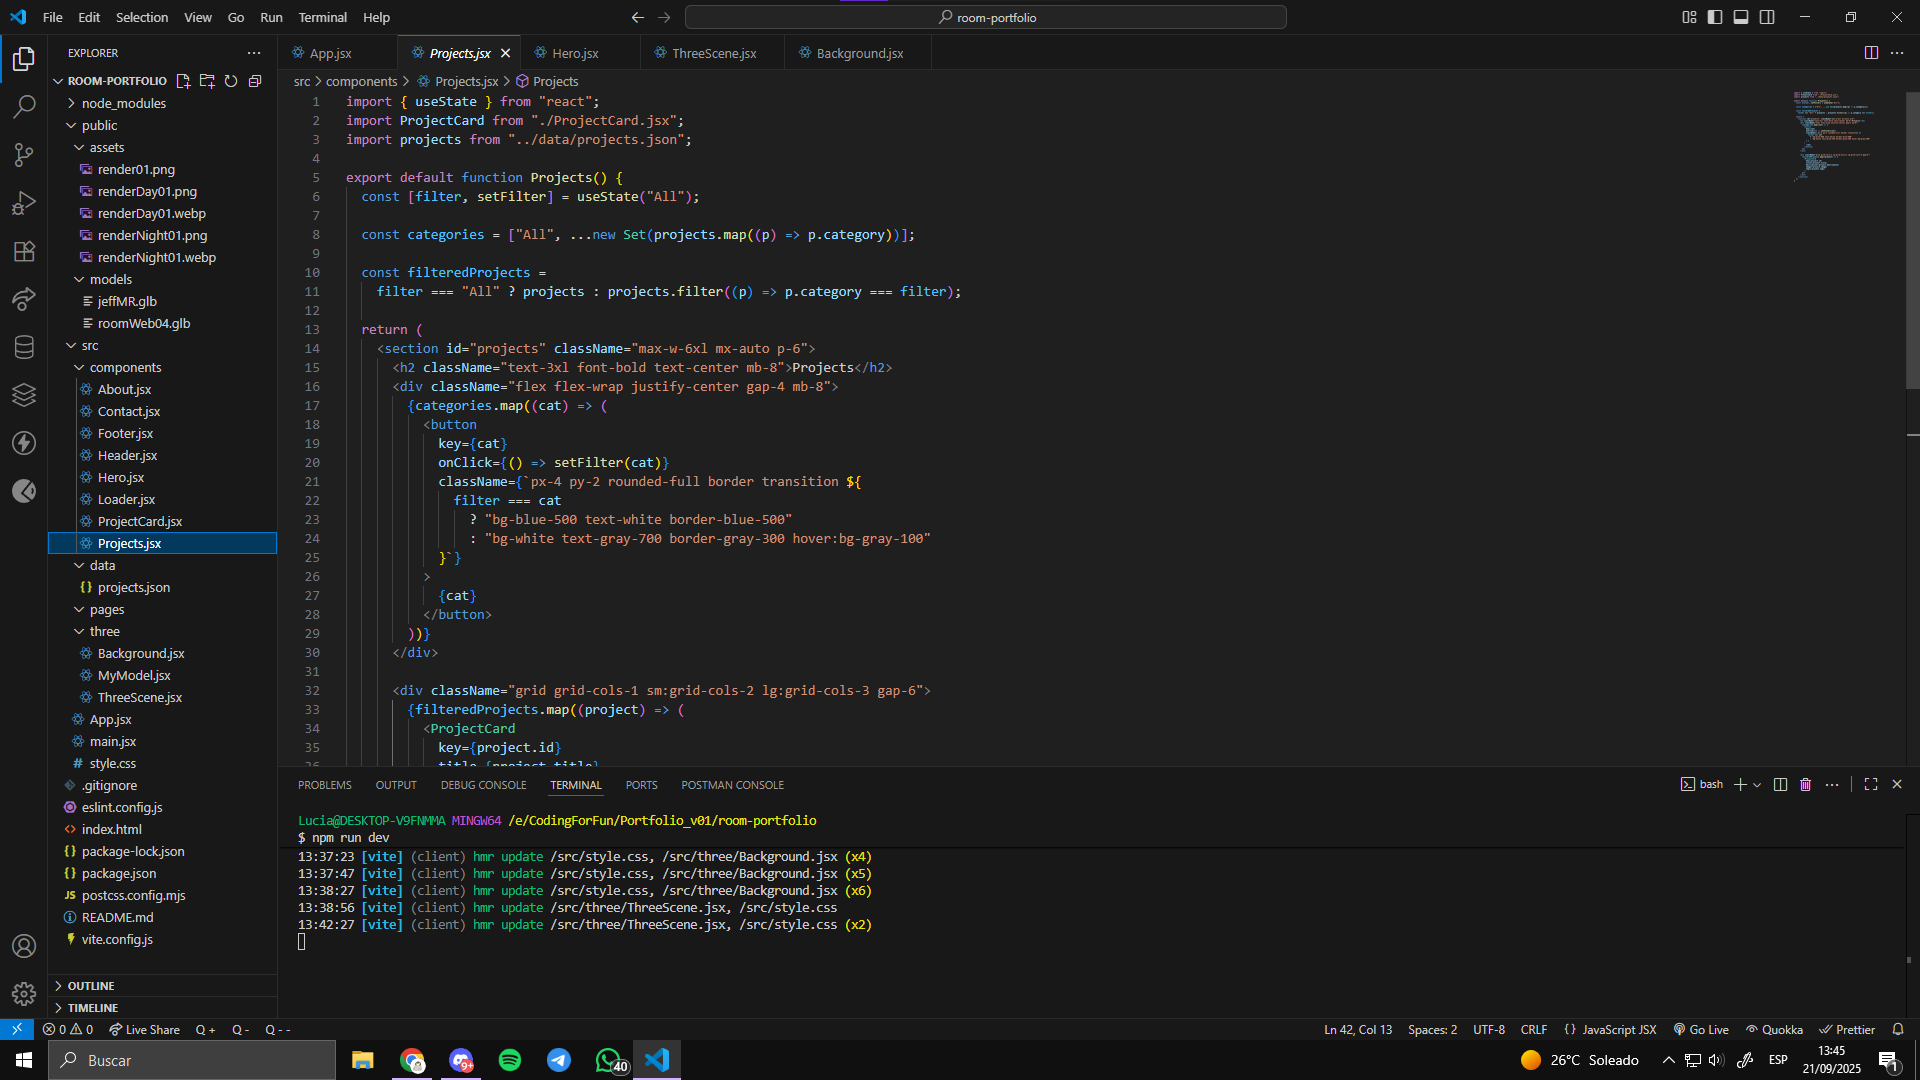 File Edit Selection View Go Run Terminal Help
room-portfolio
EXPLORER
App.jsx
Projects.jsx
Hero.jsx
ThreeScene.jsx
Background.jsx
ROOM-PORTFOLIO
node_modules
public
assets
render01.png
renderDay01.png
renderDay01.webp
renderNight01.png
renderNight01.webp
models
jeffMR.glb
roomWeb04.glb
src
components
About.jsx
Contact.jsx
Footer.jsx
Header.jsx
Hero.jsx
Loader.jsx
ProjectCard.jsx
Projects.jsx
data
projects.json
pages
three
Background.jsx
MyModel.jsx
ThreeScene.jsx
App.jsx
main.jsx
style.css
.gitignore
eslint.config.js
index.html
package-lock.json
package.json
postcss.config.mjs
README.md
vite.config.js
OUTLINE
TIMELINE
src > components > Projects.jsx > Projects
1 import { useState } from "react";
2 import ProjectCard from "./ProjectCard.jsx";
3 import projects from "../data/projects.json";
4
5 export default function Projects() {
6 const [filter, setFilter] = useState("All");
7
8 const categories = ["All", ...new Set(projects.map((p) => p.category))];
9
10 const filteredProjects =
11 filter === "All" ? projects : projects.filter((p) => p.category === filter);
12
13 return (
14 <section id="projects" className="max-w-6xl mx-auto p-6">
15 <h2 className="text-3xl font-bold text-center mb-8">Projects</h2>
16 <div className="flex flex-wrap justify-center gap-4 mb-8">
17 {categories.map((cat) => (
18 <button
19 key={cat}
20 onClick={() => setFilter(cat)}
21 className={`px-4 py-2 rounded-full border transition ${
22 filter === cat
23 ? "bg-blue-500 text-white border-blue-500"
24 : "bg-white text-gray-700 border-gray-300 hover:bg-gray-100"
25 }`}
26 >
27 {cat}
28 </button>
29 ))}
30 </div>
31
32 <div className="grid grid-cols-1 sm:grid-cols-2 lg:grid-cols-3 gap-6">
33 {filteredProjects.map((project) => (
34 <ProjectCard
35 key={project.id}
36 title={project.title}
PROBLEMS OUTPUT DEBUG CONSOLE TERMINAL PORTS POSTMAN CONSOLE
bash
Lucia@DESKTOP-V9FNMMA MINGW64 /e/CodingForFun/Portfolio_v01/room-portfolio
$ npm run dev
13:37:23 [vite] (client) hmr update /src/style.css, /src/three/Background.jsx (x4)
13:37:47 [vite] (client) hmr update /src/style.css, /src/three/Background.jsx (x5)
13:38:27 [vite] (client) hmr update /src/style.css, /src/three/Background.jsx (x6)
13:38:56 [vite] (client) hmr update /src/three/ThreeScene.jsx, /src/style.css
13:42:27 [vite] (client) hmr update /src/three/ThreeScene.jsx, /src/style.css (x2)
0 0 Live Share Q + Q - Q - -
Ln 42, Col 13 Spaces: 2 UTF-8 CRLF {} JavaScript JSX Go Live Quokka Prettier
Buscar
9+
40
26°C Soleado
ESP
13:45
21/09/2025
1